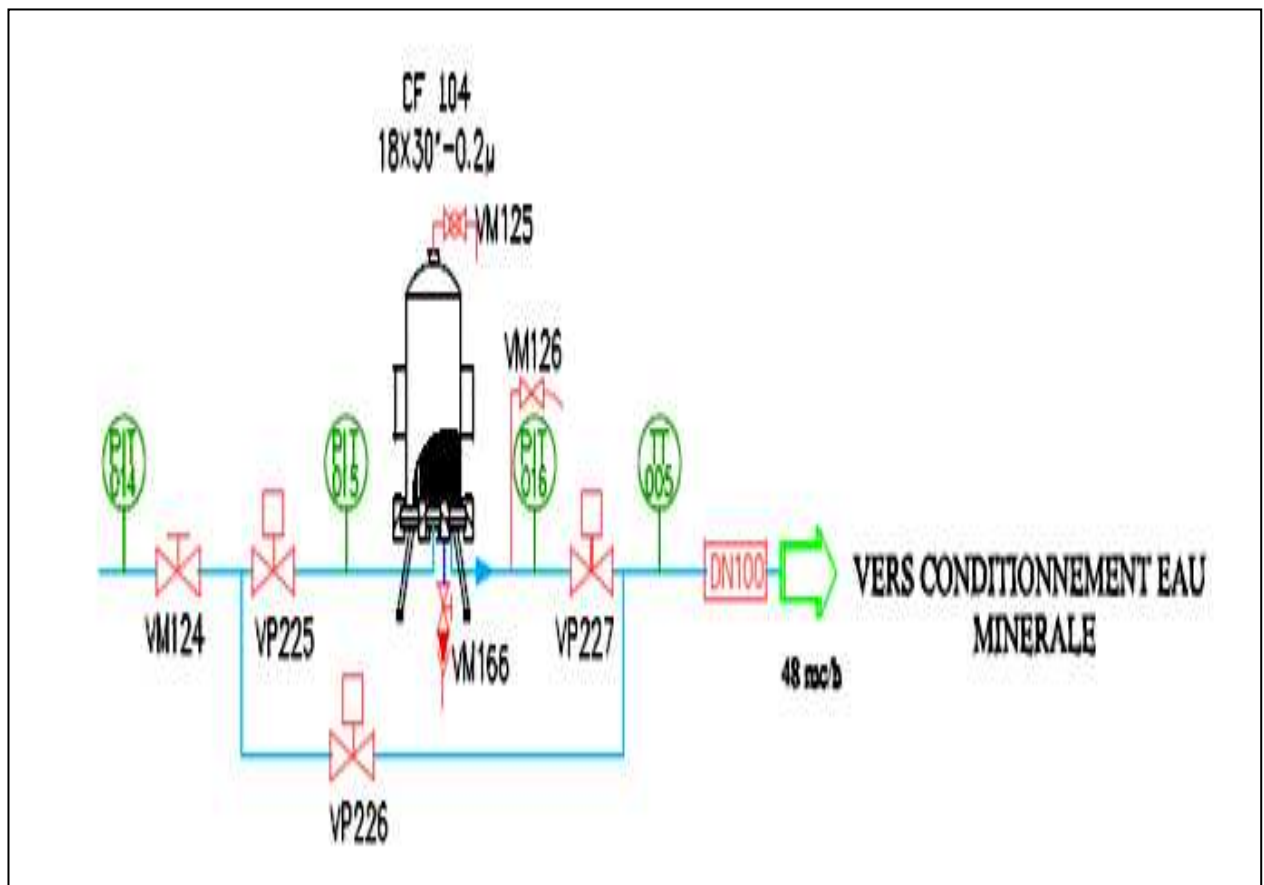 CF 104
18X30"-0.2µ
VM125
VM126
PIT
014
PIT
015
PIT
016
TT
005
DN100
VERS CONDITIONNEMENT EAU
MINERALE
VM124
VP225
VM166
VP227
48 mc/h
VP226